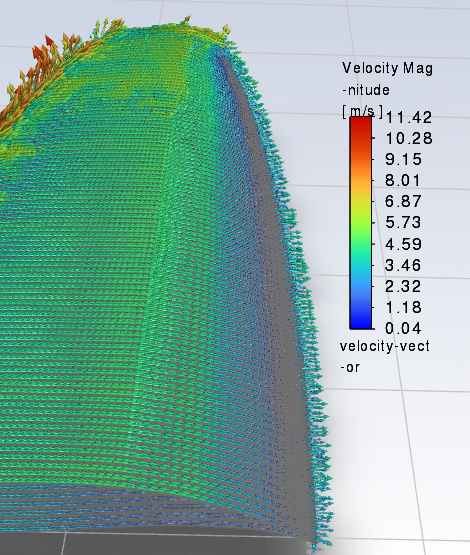 Velocity Mag
-nitude
[m/s]
11.42
10.28
9.15
8.01
6.87
5.73
4.59
3.46
2.32
1.18
0.04
velocity-vect
-or